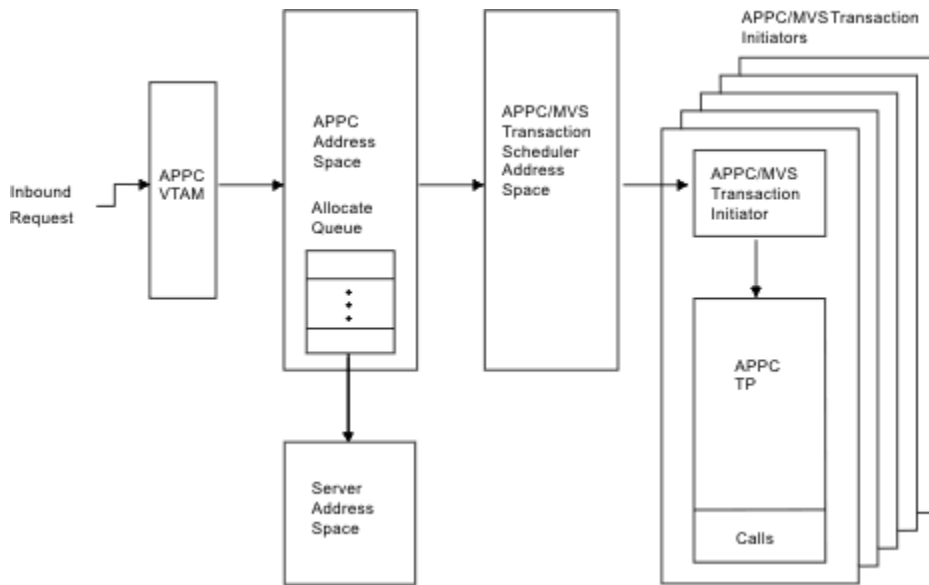 APPC/MVS Transaction
Initiators
Inbound
Request
APPC
VTAM
APPC
Address
Space
Allocate
Queue
Server
Address
Space
APPC/MVS
Transaction
Scheduler
Address
Space
APPC/MVS
Transaction
Initiator
APPC
TP
Calls